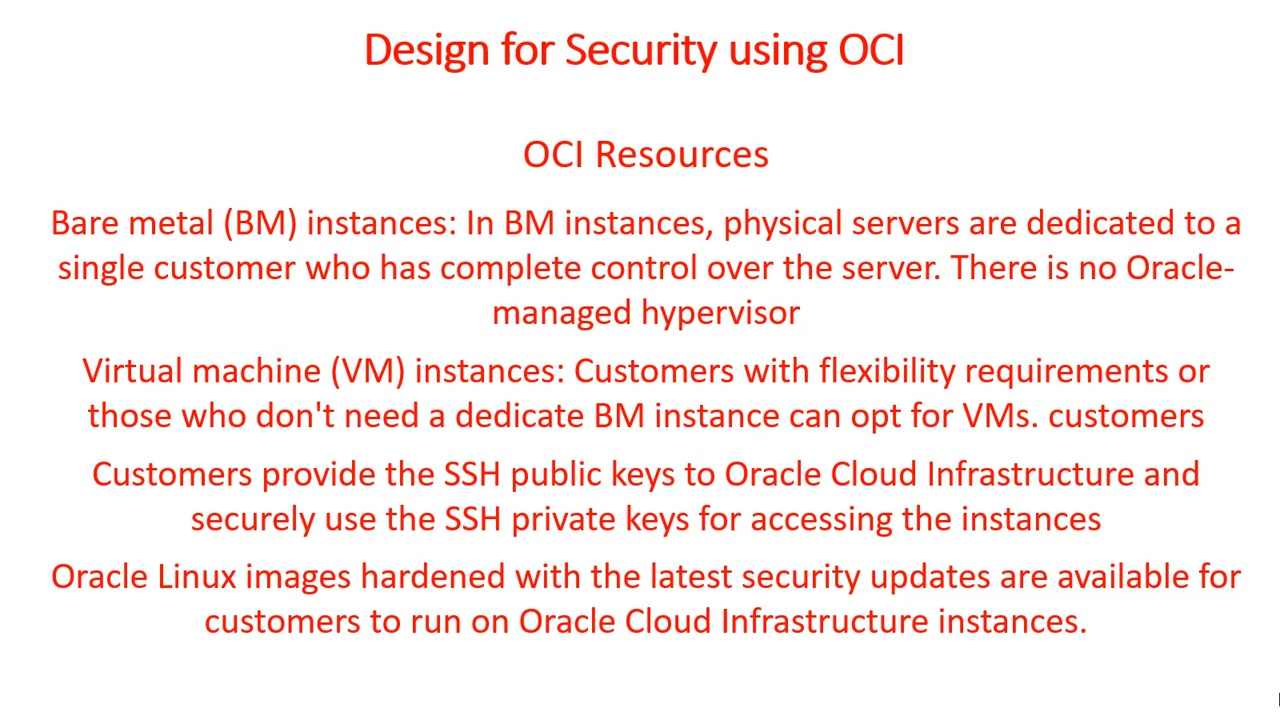 Design for Security using OCI
OCI Resources
Bare metal (BM) instances: In BM instances, physical servers are dedicated to a
single customer who has complete control over the server. There is no Oracle-
managed hypervisor
Virtual machine (VM) instances: Customers with flexibility requirements or
those who don't need a dedicate BM instance can opt for VMs. customers
Customers provide the SSH public keys to Oracle Cloud Infrastructure and
securely use the SSH private keys for accessing the instances
Oracle Linux images hardened with the latest security updates are available for
customers to run on Oracle Cloud Infrastructure instances.